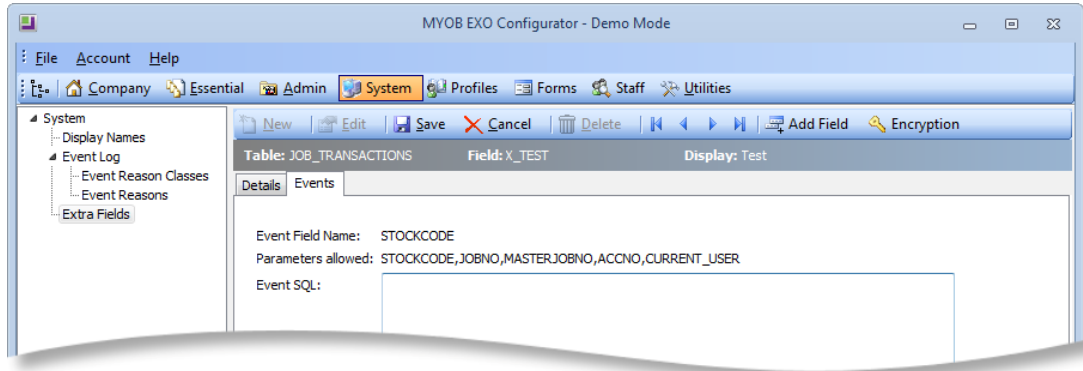 MYOB EXO Configurator - Demo Mode
File Account Help
Company Essential Admin System Profiles Forms Staff Utilities
System
Display Names
Event Log
Event Reason Classes
Event Reasons
Extra Fields
New Edit Save Cancel Delete Add Field Encryption
Table: JOB_TRANSACTIONS Field: X_TEST Display: Test
Details Events
Event Field Name: STOCKCODE
Parameters allowed: STOCKCODE,JOBNO,MASTERJOBNO,ACCNO,CURRENT_USER
Event SQL: